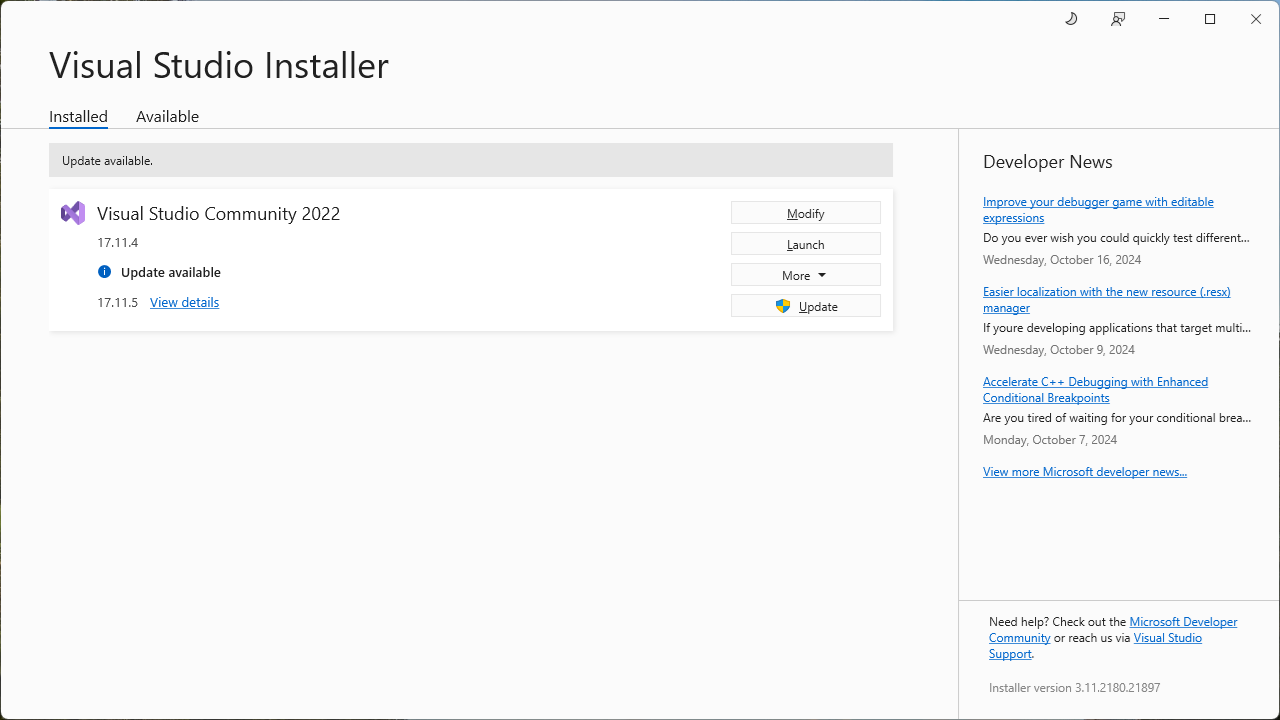 Visual Studio Installer
Installed
Available
Update available.
Visual Studio Community 2022
17.11.4
Update available
17.11.5
View details
Modify
Launch
More
Update
Developer News
Improve your debugger game with editable
expressions
Do you ever wish you could quickly test different...
Wednesday, October 16, 2024
Easier localization with the new resource (.resx)
manager
If youre developing applications that target multi...
Wednesday, October 9, 2024
Accelerate C++ Debugging with Enhanced
Conditional Breakpoints
Are you tired of waiting for your conditional brea...
Monday, October 7, 2024
View more Microsoft developer news...
Need help? Check out the Microsoft Developer
Community or reach us via Visual Studio
Support.
Installer version 3.11.2180.21897